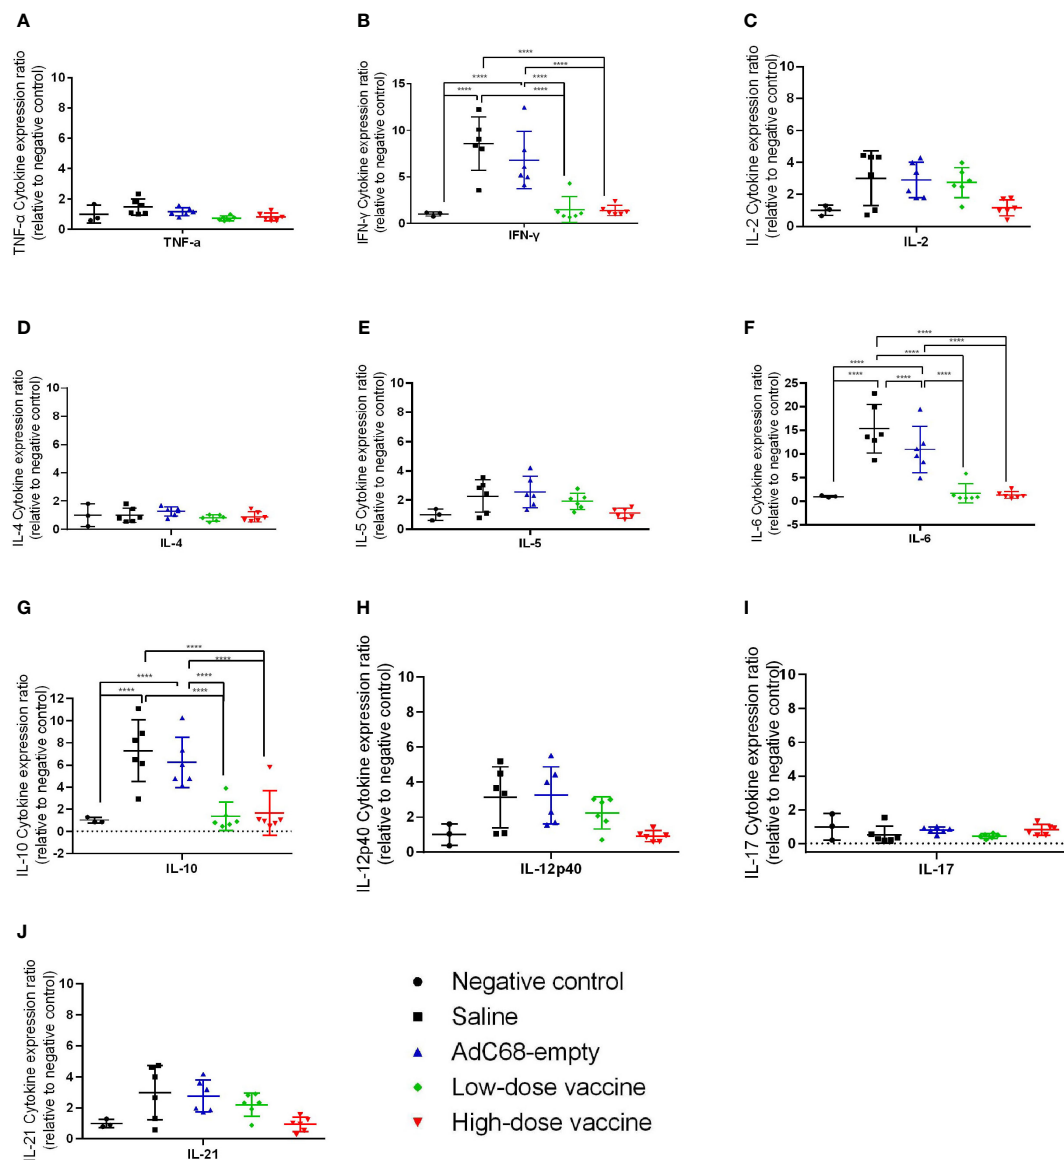 A
TNF-α Cytokine expression ratio
(relative to negative control)
10
8
6
4
2
0
TNF-a
B
IFN-γ Cytokine expression ratio
(relative to negative control)
15
10
5
0
****
****
****
****
****
****
IFN-γ
C
IL-2 Cytokine expression ratio
(relative to negative control)
10
8
6
4
2
0
IL-2
D
IL-4 Cytokine expression ratio
(relative to negative control)
10
8
6
4
2
0
IL-4
E
IL-5 Cytokine expression ratio
(relative to negative control)
10
8
6
4
2
0
IL-5
F
IL-6 Cytokine expression ratio
(relative to negative control)
25
20
15
10
5
0
-5
****
****
****
****
****
****
****
IL-6
G
IL-10 Cytokine expression ratio
(relative to negative control)
12
10
8
6
4
2
0
-2
****
****
****
****
****
****
IL-10
H
IL-12p40 Cytokine expression ratio
(relative to negative control)
10
8
6
4
2
0
IL-12p40
I
IL-17 Cytokine expression ratio
(relative to negative control)
10
8
6
4
2
0
IL-17
J
IL-21 Cytokine expression ratio
(relative to negative control)
10
8
6
4
2
0
IL-21
Negative control
Saline
AdC68-empty
Low-dose vaccine
High-dose vaccine